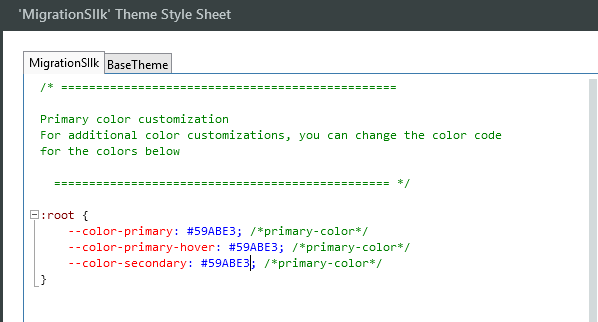 'MigrationSIlk' Theme Style Sheet
MigrationSIlk BaseTheme
/* ================================================
Primary color customization
For additional color customizations, you can change the color code
for the colors below
================================================ */
:root {
--color-primary: #59ABE3; /*primary-color*/
--color-primary-hover: #59ABE3; /*primary-color*/
--color-secondary: #59ABE3; /*primary-color*/
}